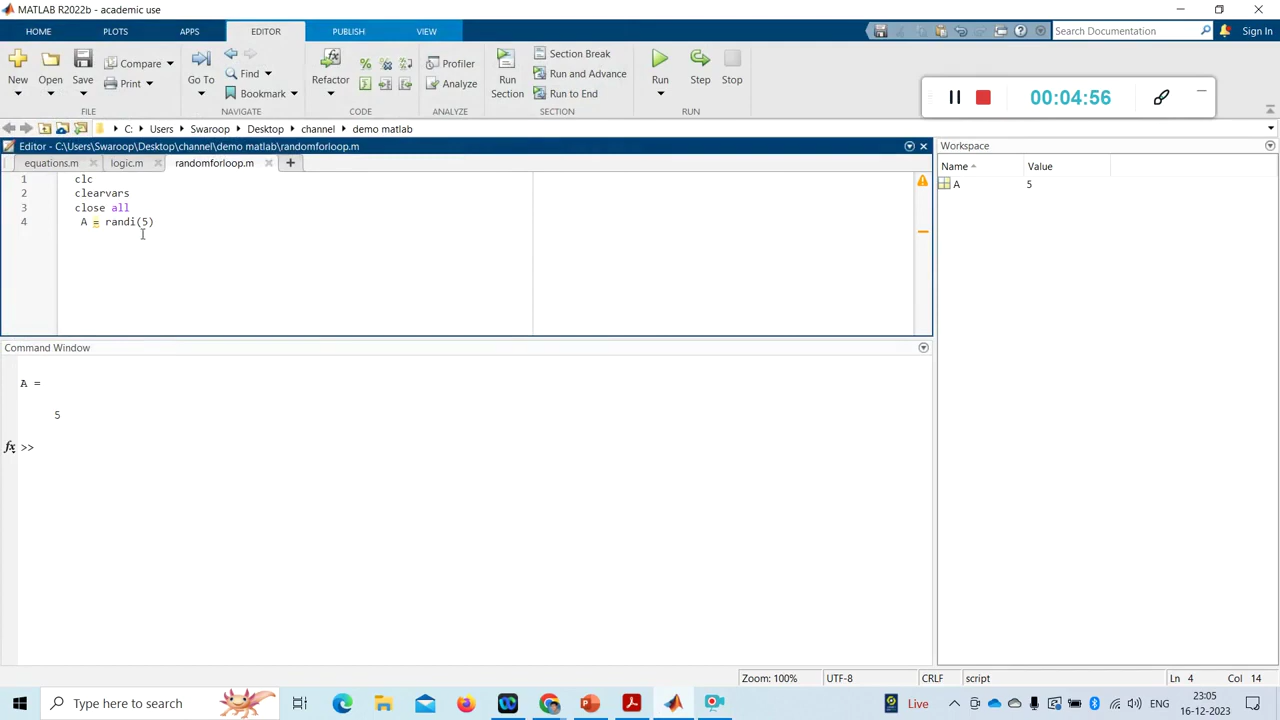 MATLAB R2022b - academic use
HOME PLOTS APPS EDITOR PUBLISH VIEW
Search Documentation
Sign In
New Open Save
Compare
Print
Go To
Find
Bookmark
Refactor
Profiler
Analyze
Run Section
Section Break
Run and Advance
Run to End
Run Step Stop
FILE NAVIGATE CODE ANALYZE SECTION RUN
00:04:56
C: Users Swaroop Desktop channel demo matlab
Editor - C:\Users\Swaroop\Desktop\channel\demo matlab\randomforloop.m
equations.m logic.m randomforloop.m
1 clc
2 clearvars
3 close all
4 A = randi(5)
Workspace
Name Value
A 5
Command Window
A =
5
fx >>
Zoom: 100% UTF-8 CRLF script Ln 4 Col 14
Type here to search
Live
ENG
23:05
16-12-2023